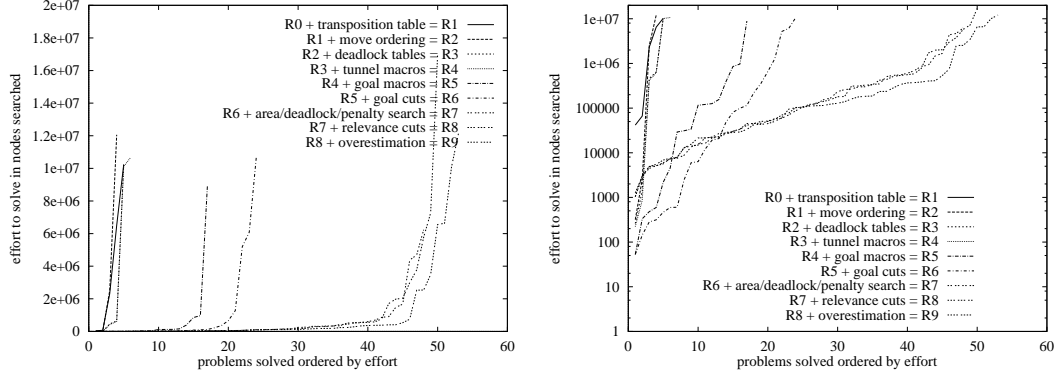 2e+07
1.8e+07
1.6e+07
1.4e+07
1.2e+07
1e+07
8e+06
6e+06
4e+06
2e+06
0
effort to solve in nodes searched
R0 + transposition table = R1
R1 + move ordering = R2
R2 + deadlock tables = R3
R3 + tunnel macros = R4
R4 + goal macros = R5
R5 + goal cuts = R6
R6 + area/deadlock/penalty search = R7
R7 + relevance cuts = R8
R8 + overestimation = R9
0 10 20 30 40 50 60
problems solved ordered by effort
1e+07
1e+06
100000
10000
1000
100
10
1
effort to solve in nodes searched
R0 + transposition table = R1
R1 + move ordering = R2
R2 + deadlock tables = R3
R3 + tunnel macros = R4
R4 + goal macros = R5
R5 + goal cuts = R6
R6 + area/deadlock/penalty search = R7
R7 + relevance cuts = R8
R8 + overestimation = R9
0 10 20 30 40 50 60
problems solved ordered by effort